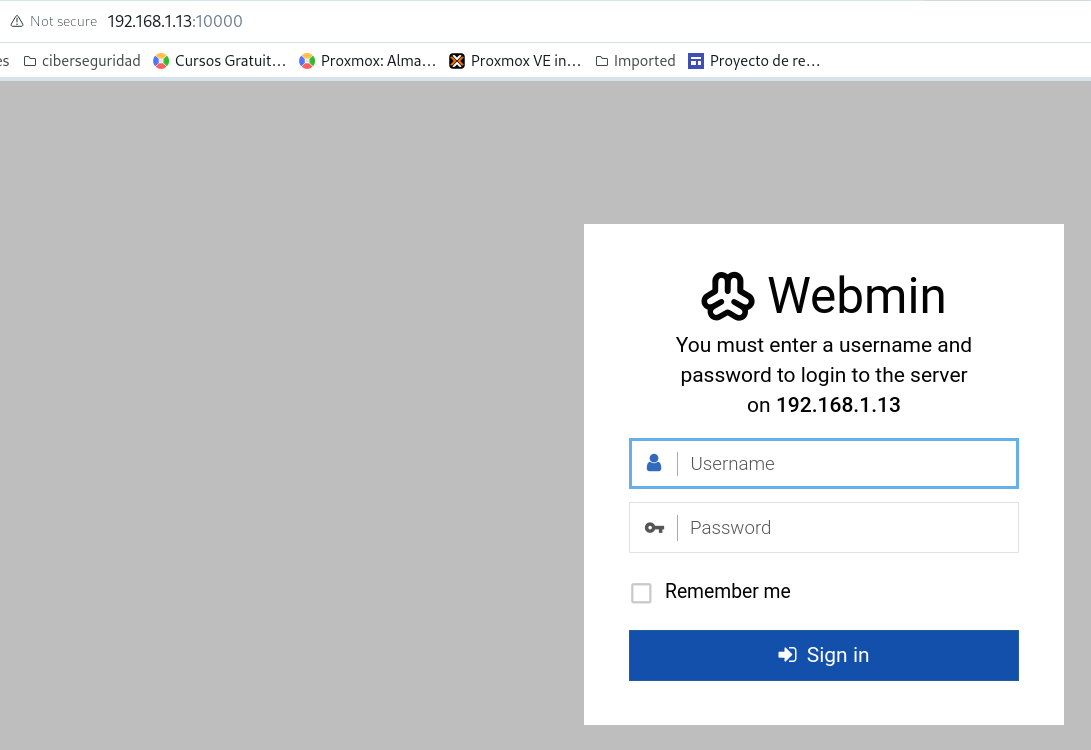 Not secure 192.168.1.13:10000
es ciberseguridad Cursos Gratuit... Proxmox: Alma... Proxmox VE in... Imported Proyecto de re...
Webmin
You must enter a username and
password to login to the server
on 192.168.1.13
Username
Password
Remember me
Sign in